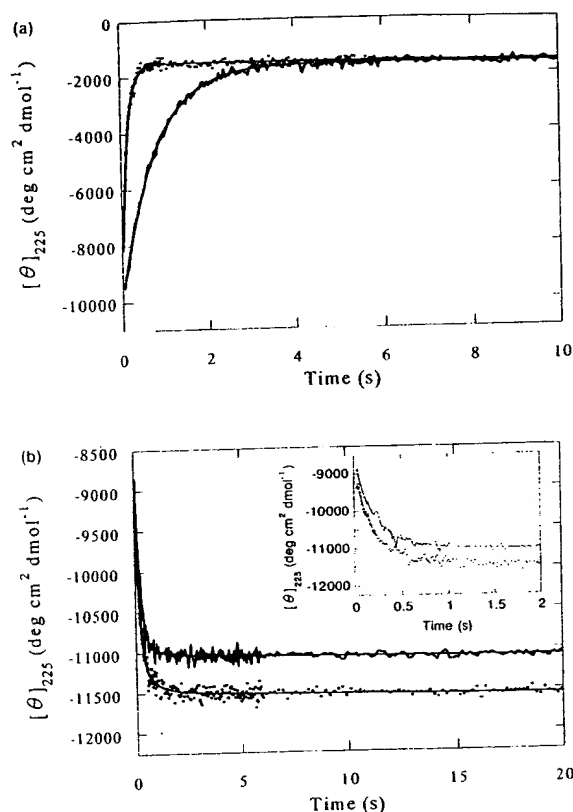 (a)
0
-2000
-4000
-6000
-8000
-10000
[θ]225 (deg cm² dmol⁻¹)
0 2 4 6 8 10
Time (s)
(b)
-8500
-9000
-9500
-10000
-10500
-11000
-11500
-12000
[θ]225 (deg cm² dmol⁻¹)
0 5 10 15 20
Time (s)
-9000
-10000
-11000
-12000
[θ]225 (deg cm² dmol⁻¹)
0 0.5 1 1.5 2
Time (s)